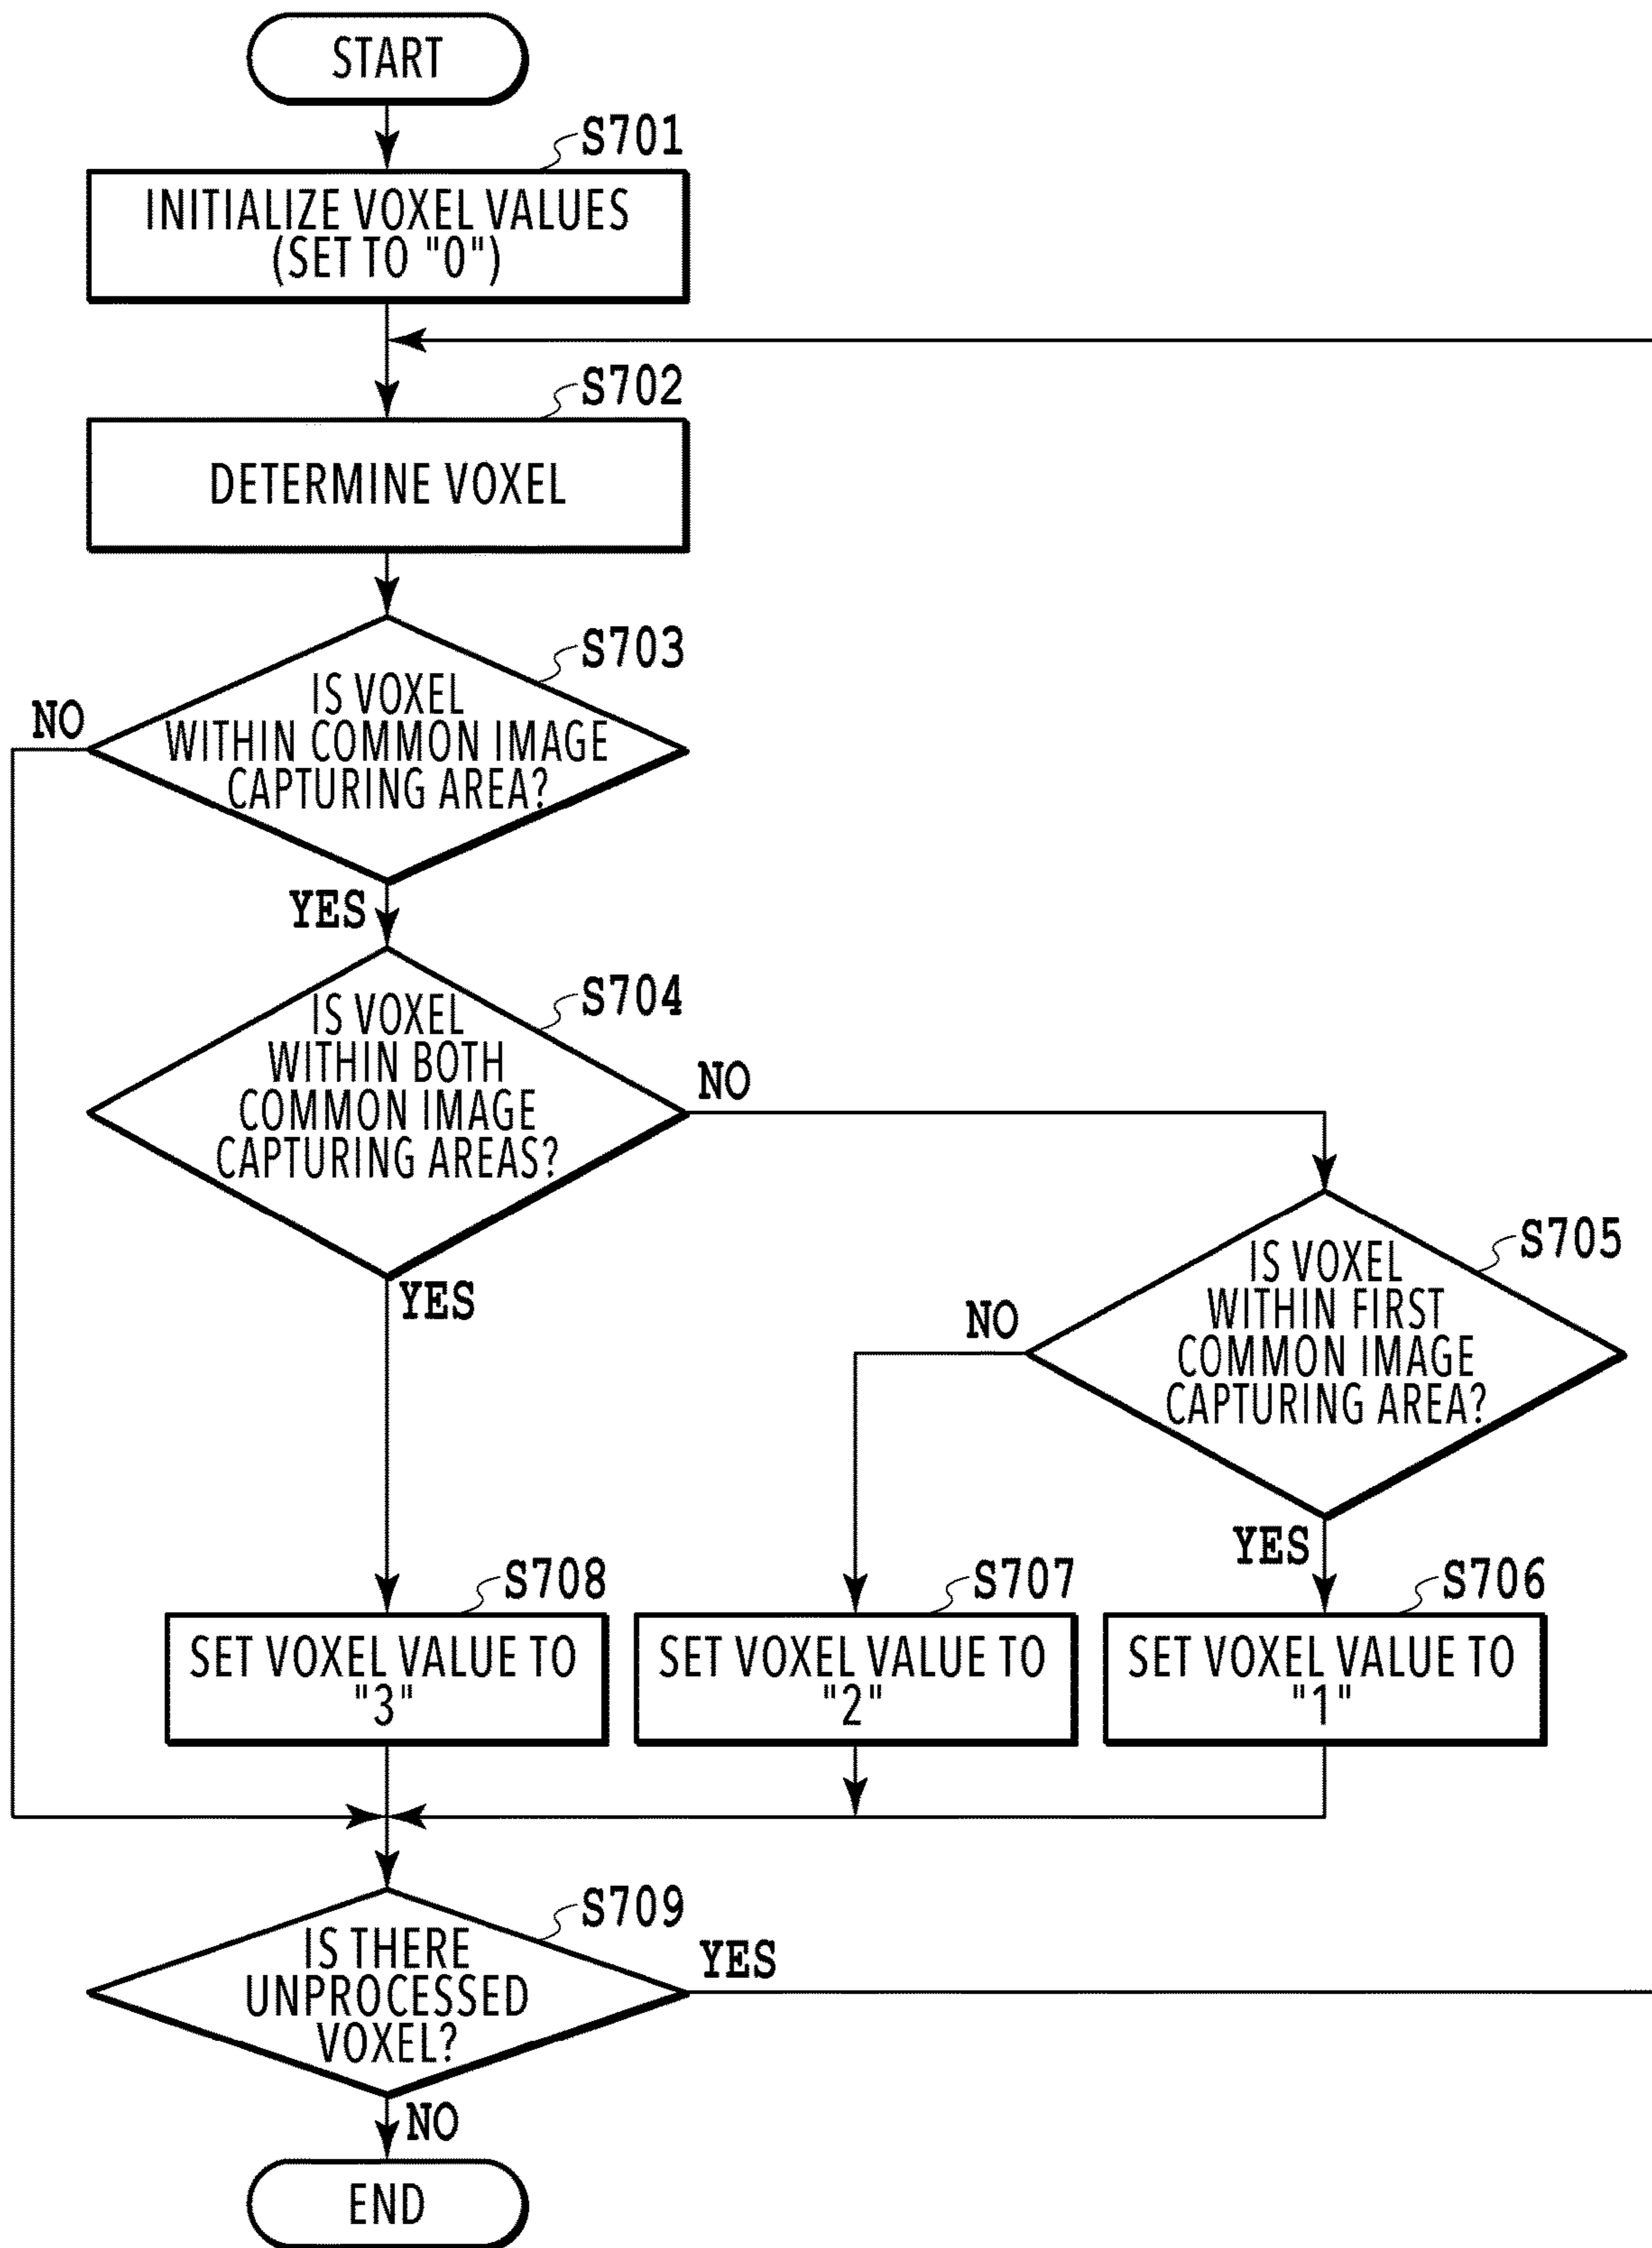 START
S701
INITIALIZE VOXEL VALUES
(SET TO "0")
S702
DETERMINE VOXEL
S703
IS VOXEL
WITHIN COMMON IMAGE
CAPTURING AREA?
NO
YES
S704
IS VOXEL
WITHIN BOTH
COMMON IMAGE
CAPTURING AREAS?
NO
YES
S705
IS VOXEL
WITHIN FIRST
COMMON IMAGE
CAPTURING AREA?
NO
YES
S708
SET VOXEL VALUE TO
"3"
S707
SET VOXEL VALUE TO
"2"
S706
SET VOXEL VALUE TO
"1"
S709
IS THERE
UNPROCESSED
VOXEL?
YES
NO
END